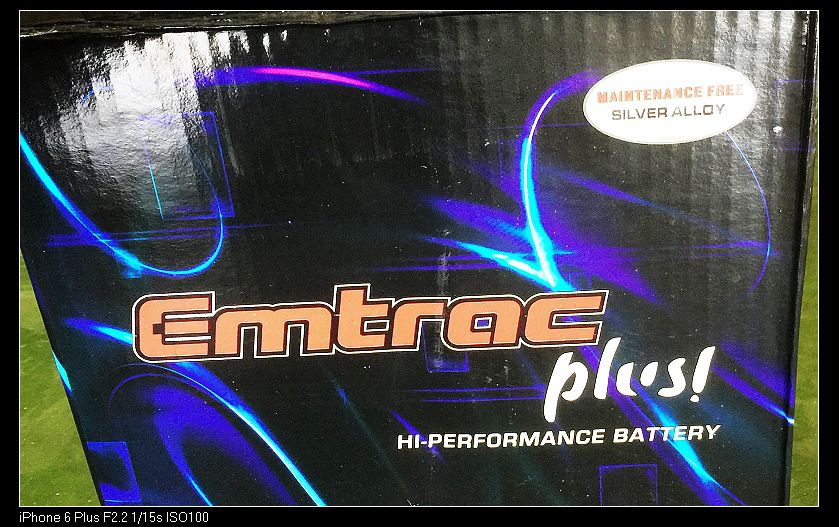 MAINTENANCE FREE
SILVER ALLOY
Emtrac
plus!
HI-PERFORMANCE BATTERY
iPhone 6 Plus F2.2 1/15s ISO100